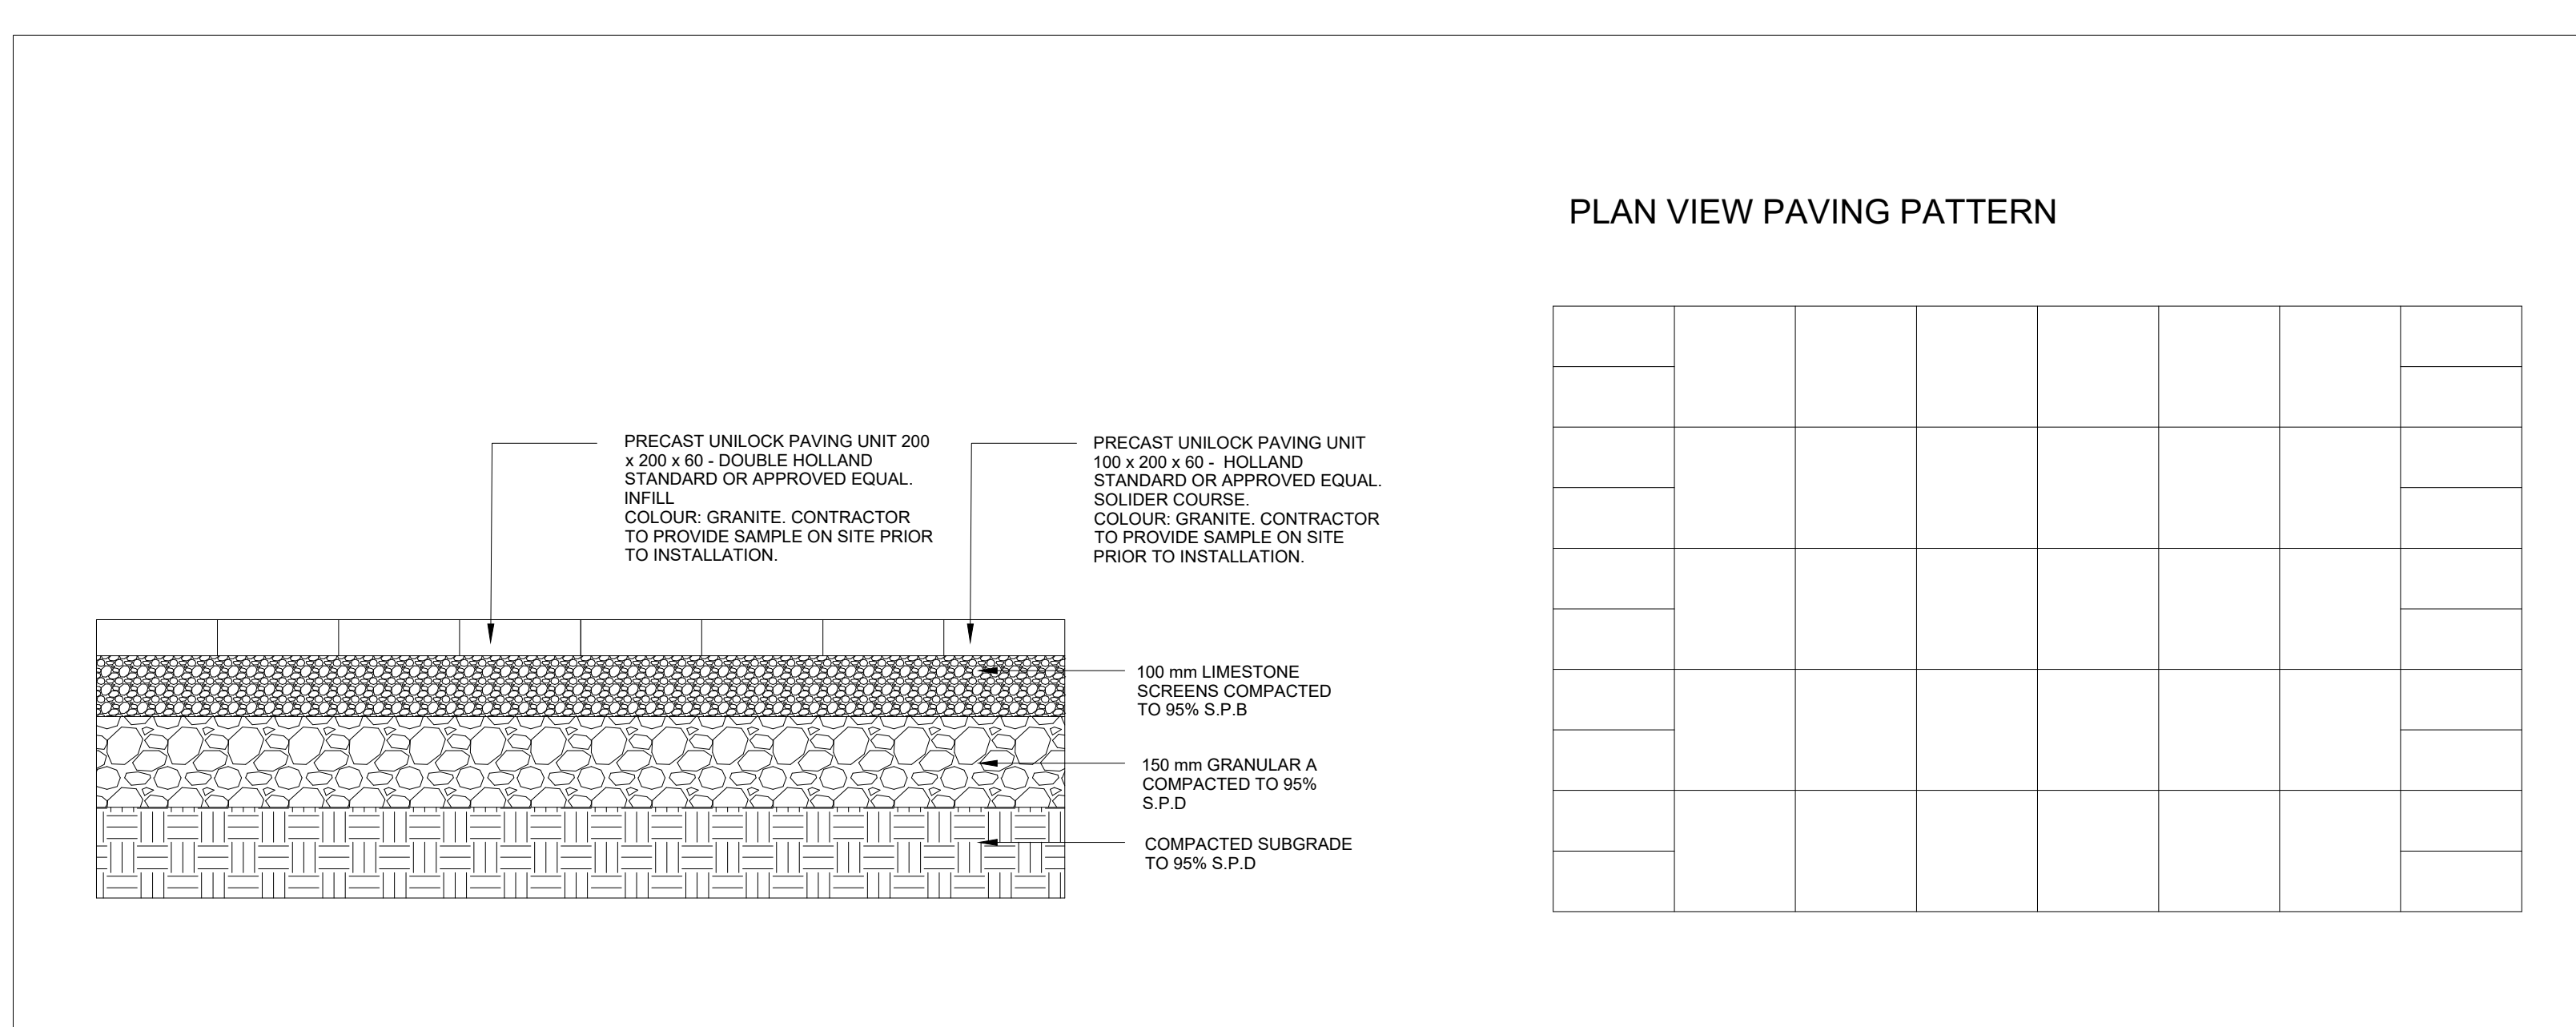 PLAN VIEW PAVING PATTERN
PRECAST UNILOCK PAVING UNIT 200
x 200 x 60 - DOUBLE HOLLAND
STANDARD OR APPROVED EQUAL.
INFILL
COLOUR: GRANITE. CONTRACTOR
TO PROVIDE SAMPLE ON SITE PRIOR
TO INSTALLATION.
PRECAST UNILOCK PAVING UNIT
100 x 200 x 60 - HOLLAND
STANDARD OR APPROVED EQUAL.
SOLIDER COURSE.
COLOUR: GRANITE. CONTRACTOR
TO PROVIDE SAMPLE ON SITE
PRIOR TO INSTALLATION.
100 mm LIMESTONE
SCREENS COMPACTED
TO 95% S.P.B
150 mm GRANULAR A
COMPACTED TO 95%
S.P.D
COMPACTED SUBGRADE
TO 95% S.P.D